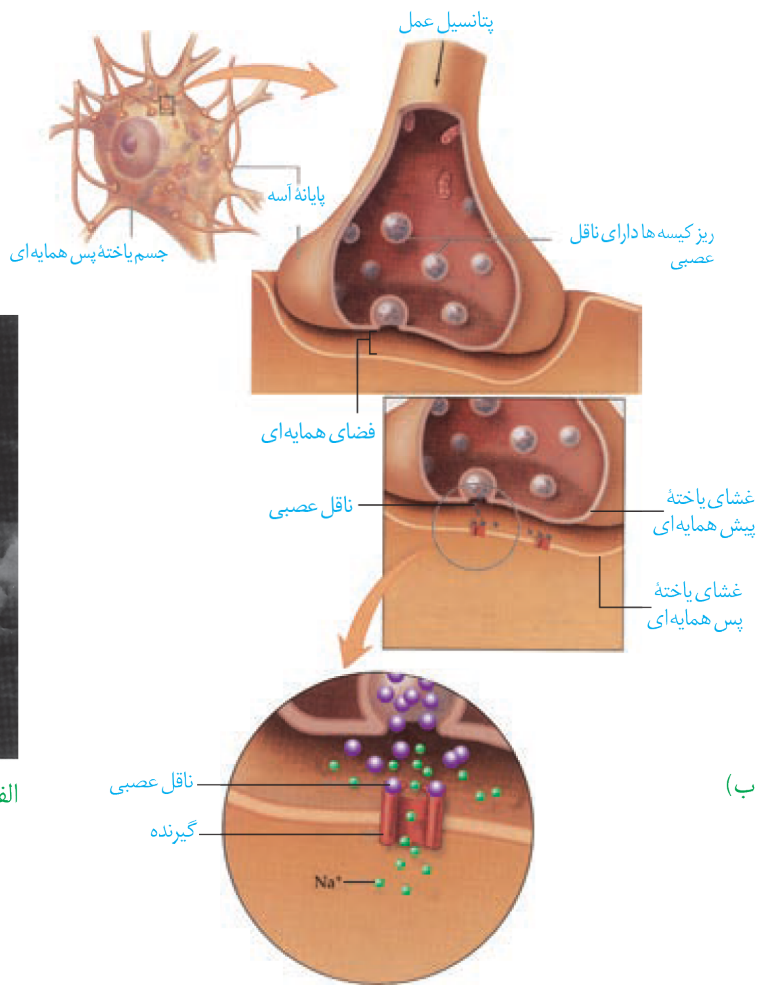 پتانسیل عمل
پایانهٔ آسه
جسم یاختهٔ پس همایه‌ای
ریز کیسه ها دارای ناقل
عصبی
فضای همایه‌ای
ناقل عصبی
غشای یاختهٔ
پیش همایه‌ای
غشای یاختهٔ
پس همایه‌ای
ناقل عصبی
گیرنده
Na⁺
ب)